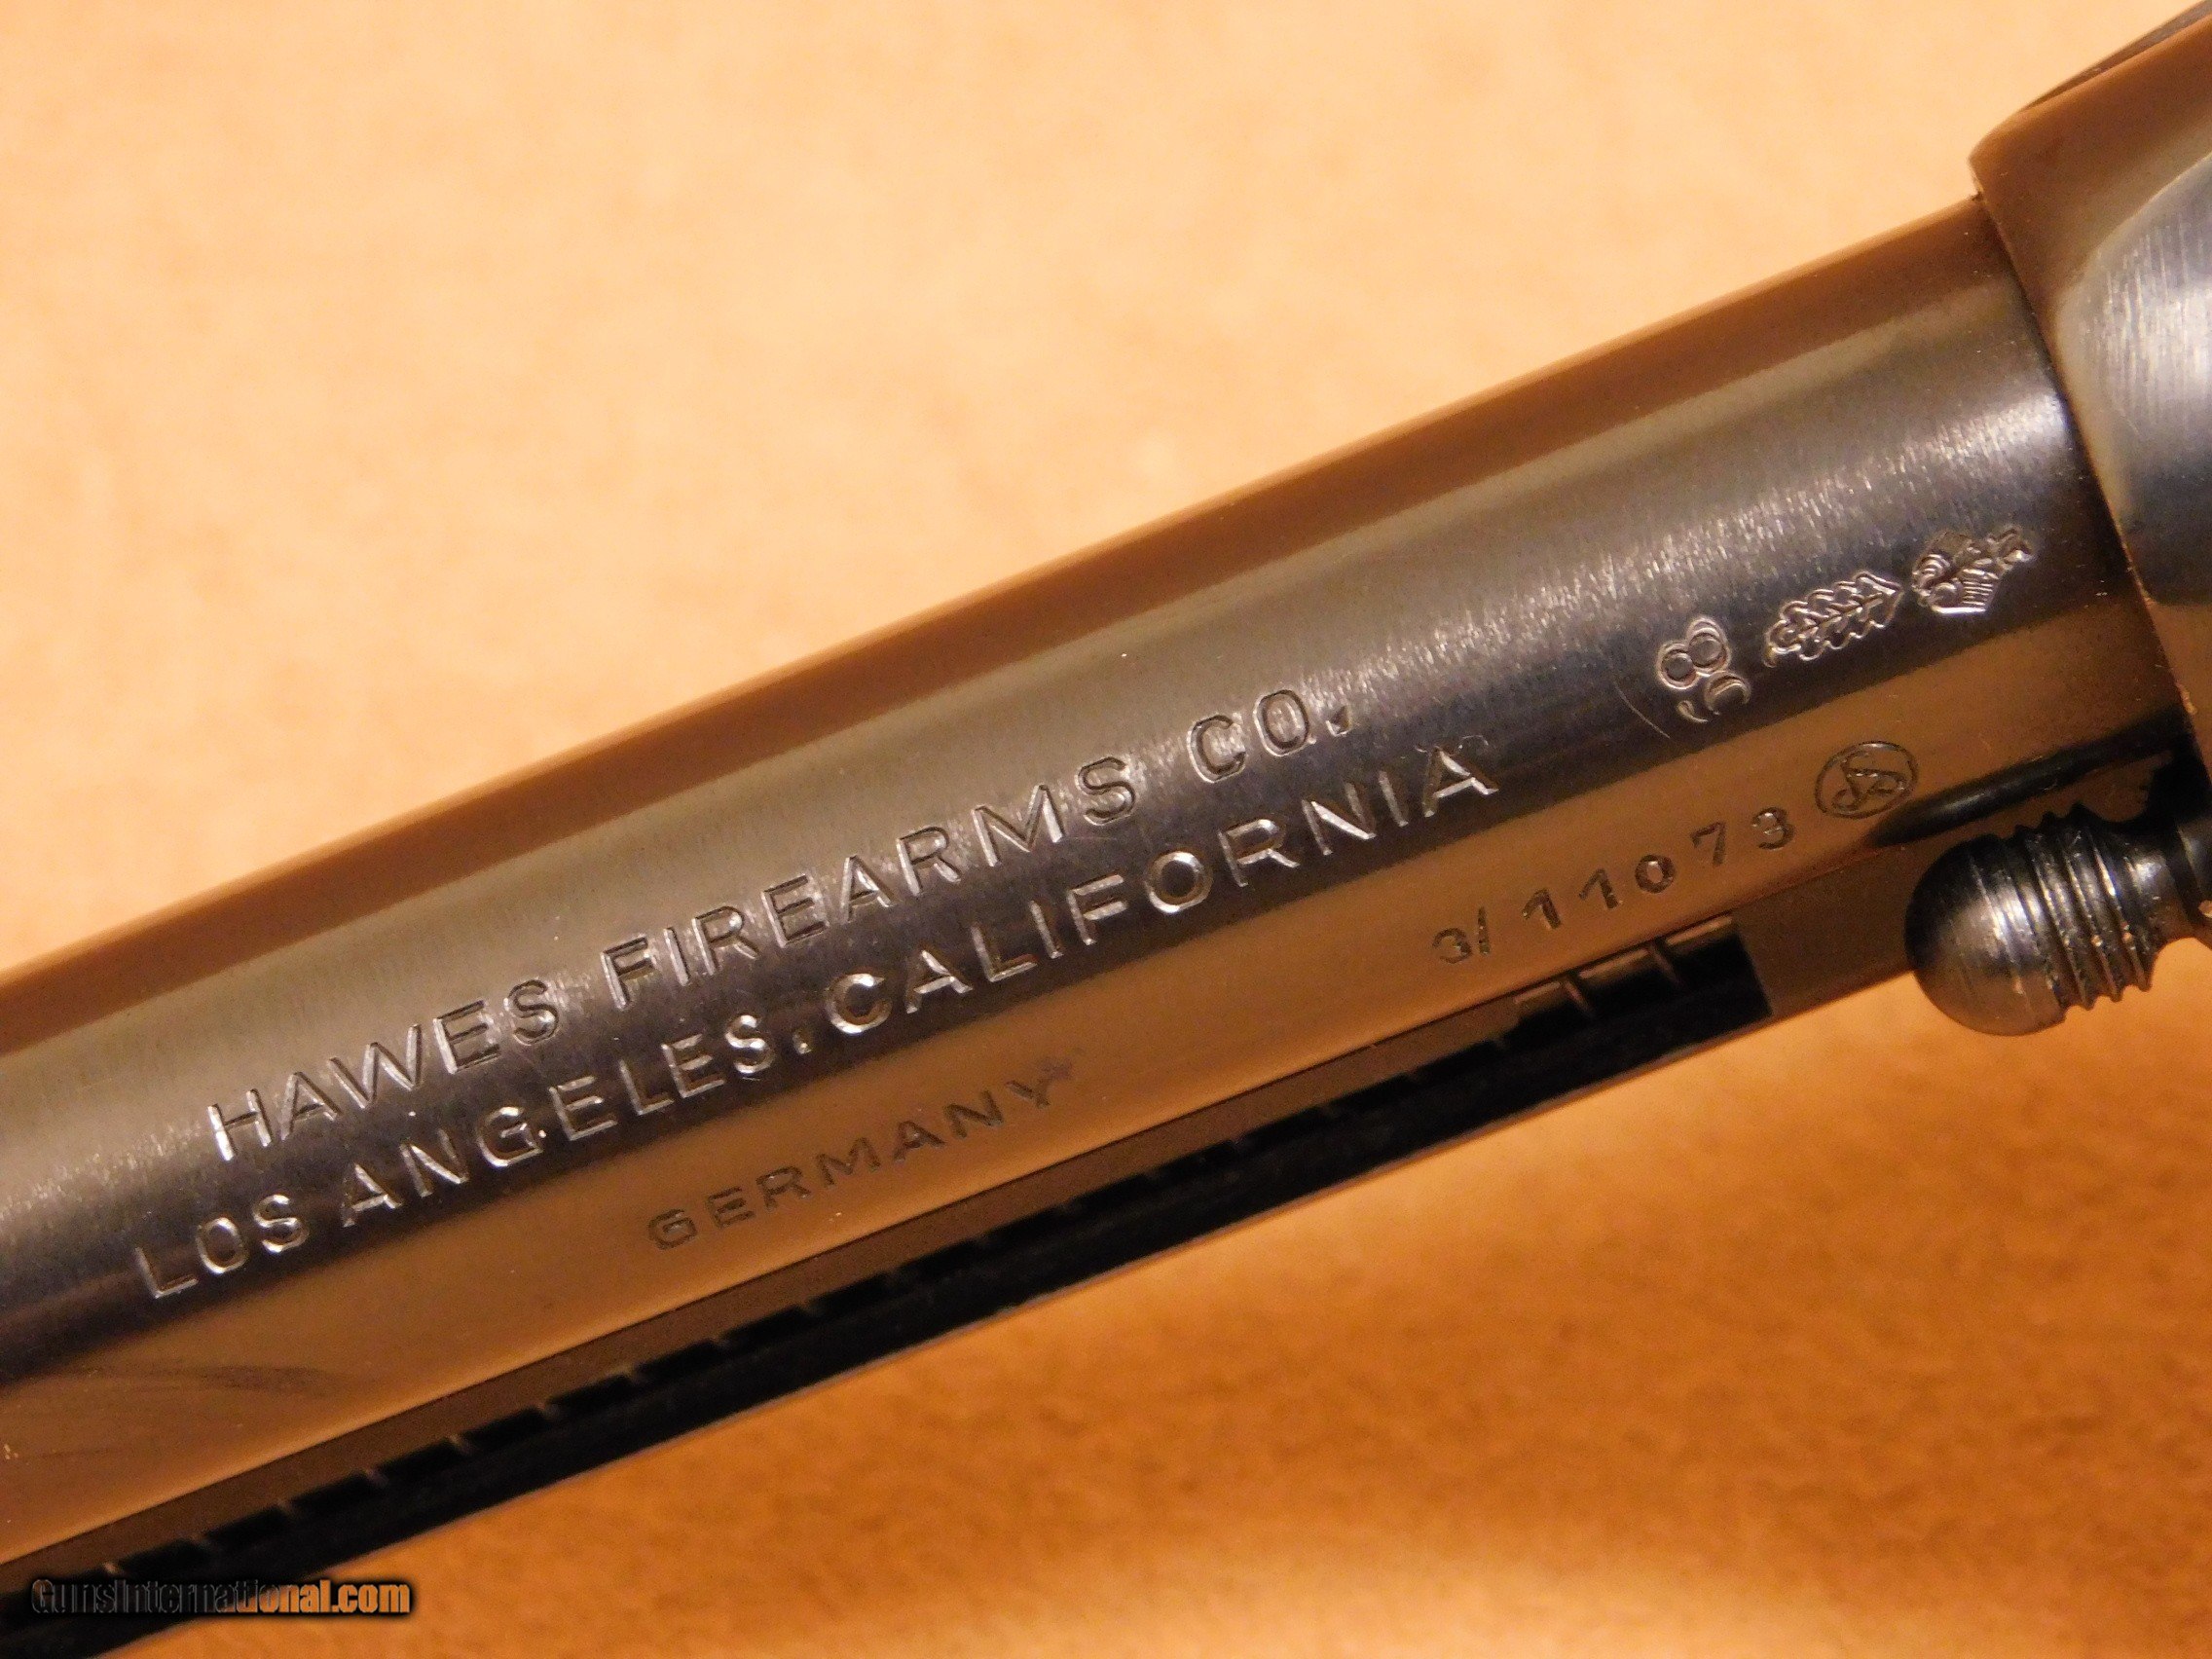 HAWES FIREARMS CO.
LOS ANGELES, CALIFORNIA
GERMANY
3/11073
GunsInternational.com